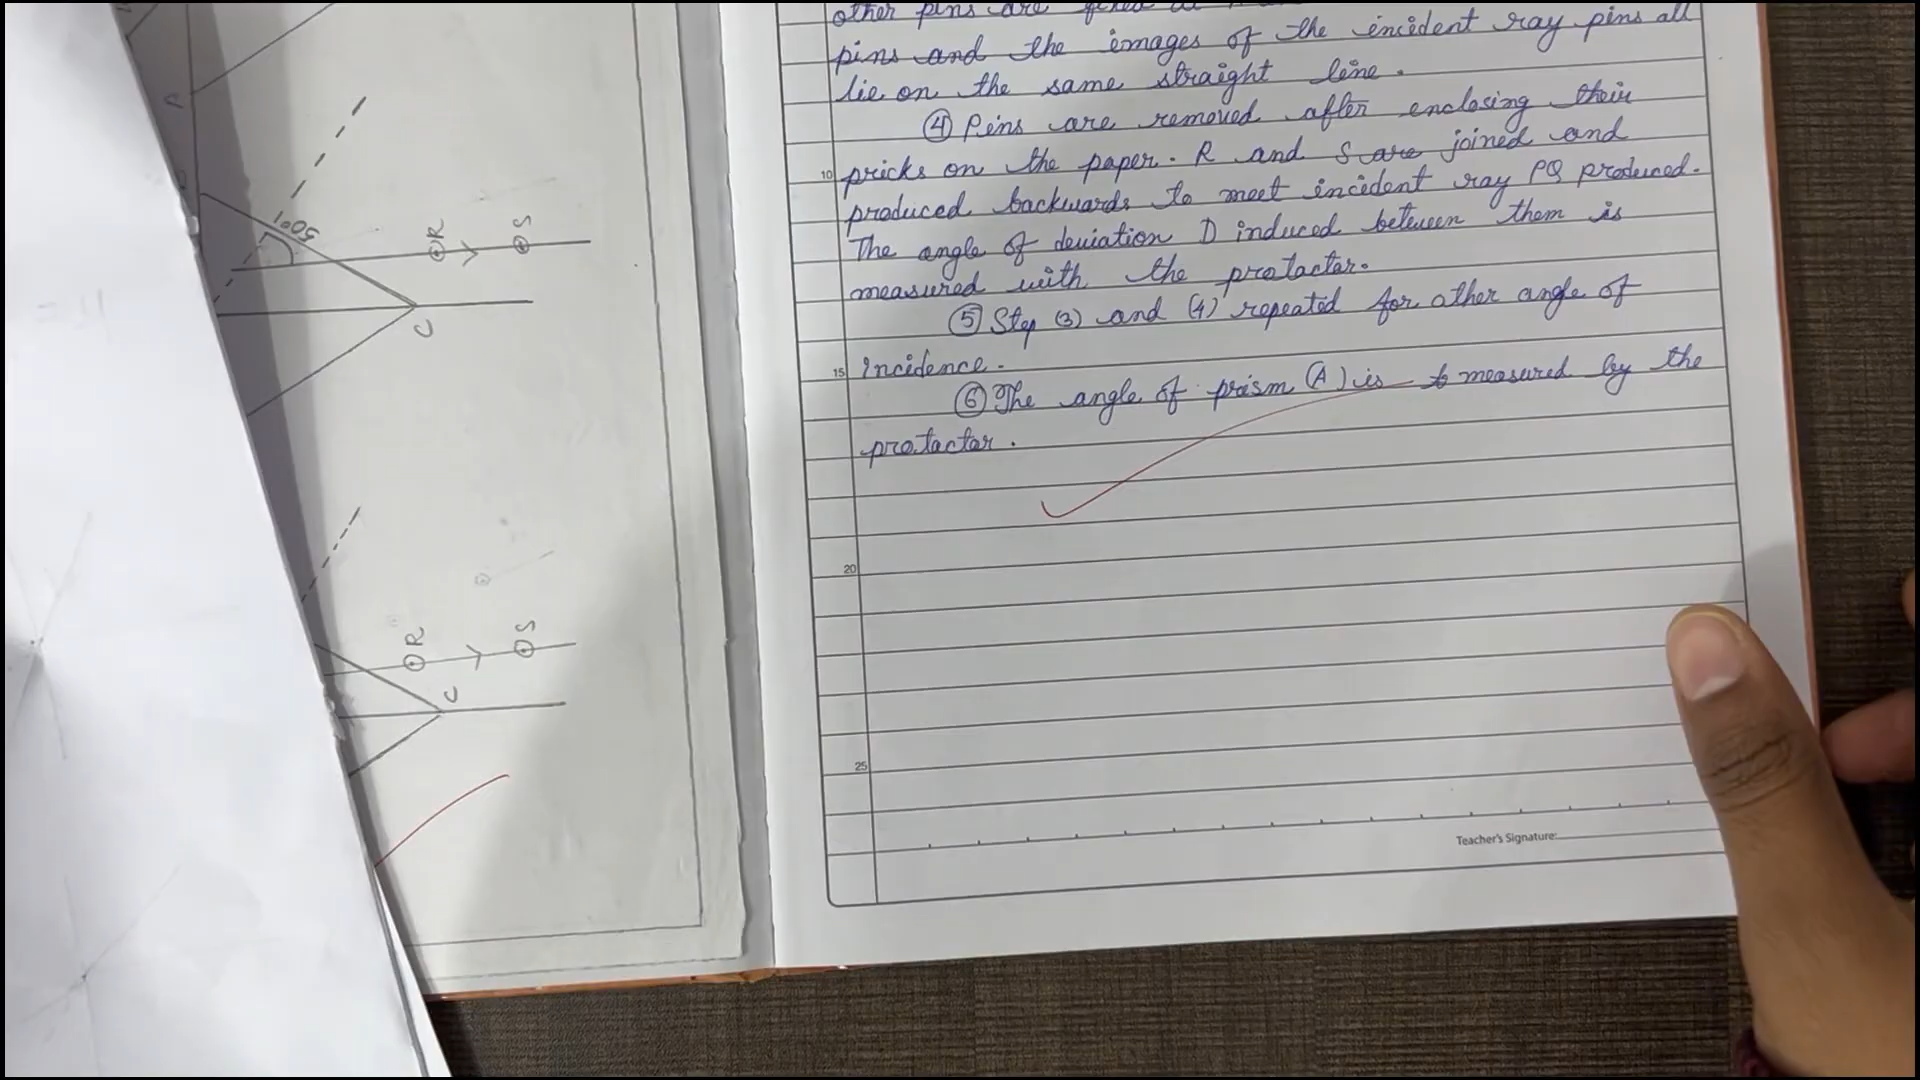 other pins are fixed
pins and the images of the incident ray pins all
lie on the same straight line.
④ Pins are removed after enclosing their
10 pricks on the paper. R and S are joined and
produced backwards to meet incident ray PQ produced.
The angle of deviation D induced between them is
measured with the protactor.
⑤ Step (3) and (4) repeated for other angle of
15 incidence.
⑥ The angle of prism (A) is measured by the
protactor.
20
25
Teacher's Signature:
A
50°
R
S
C
R
S
C